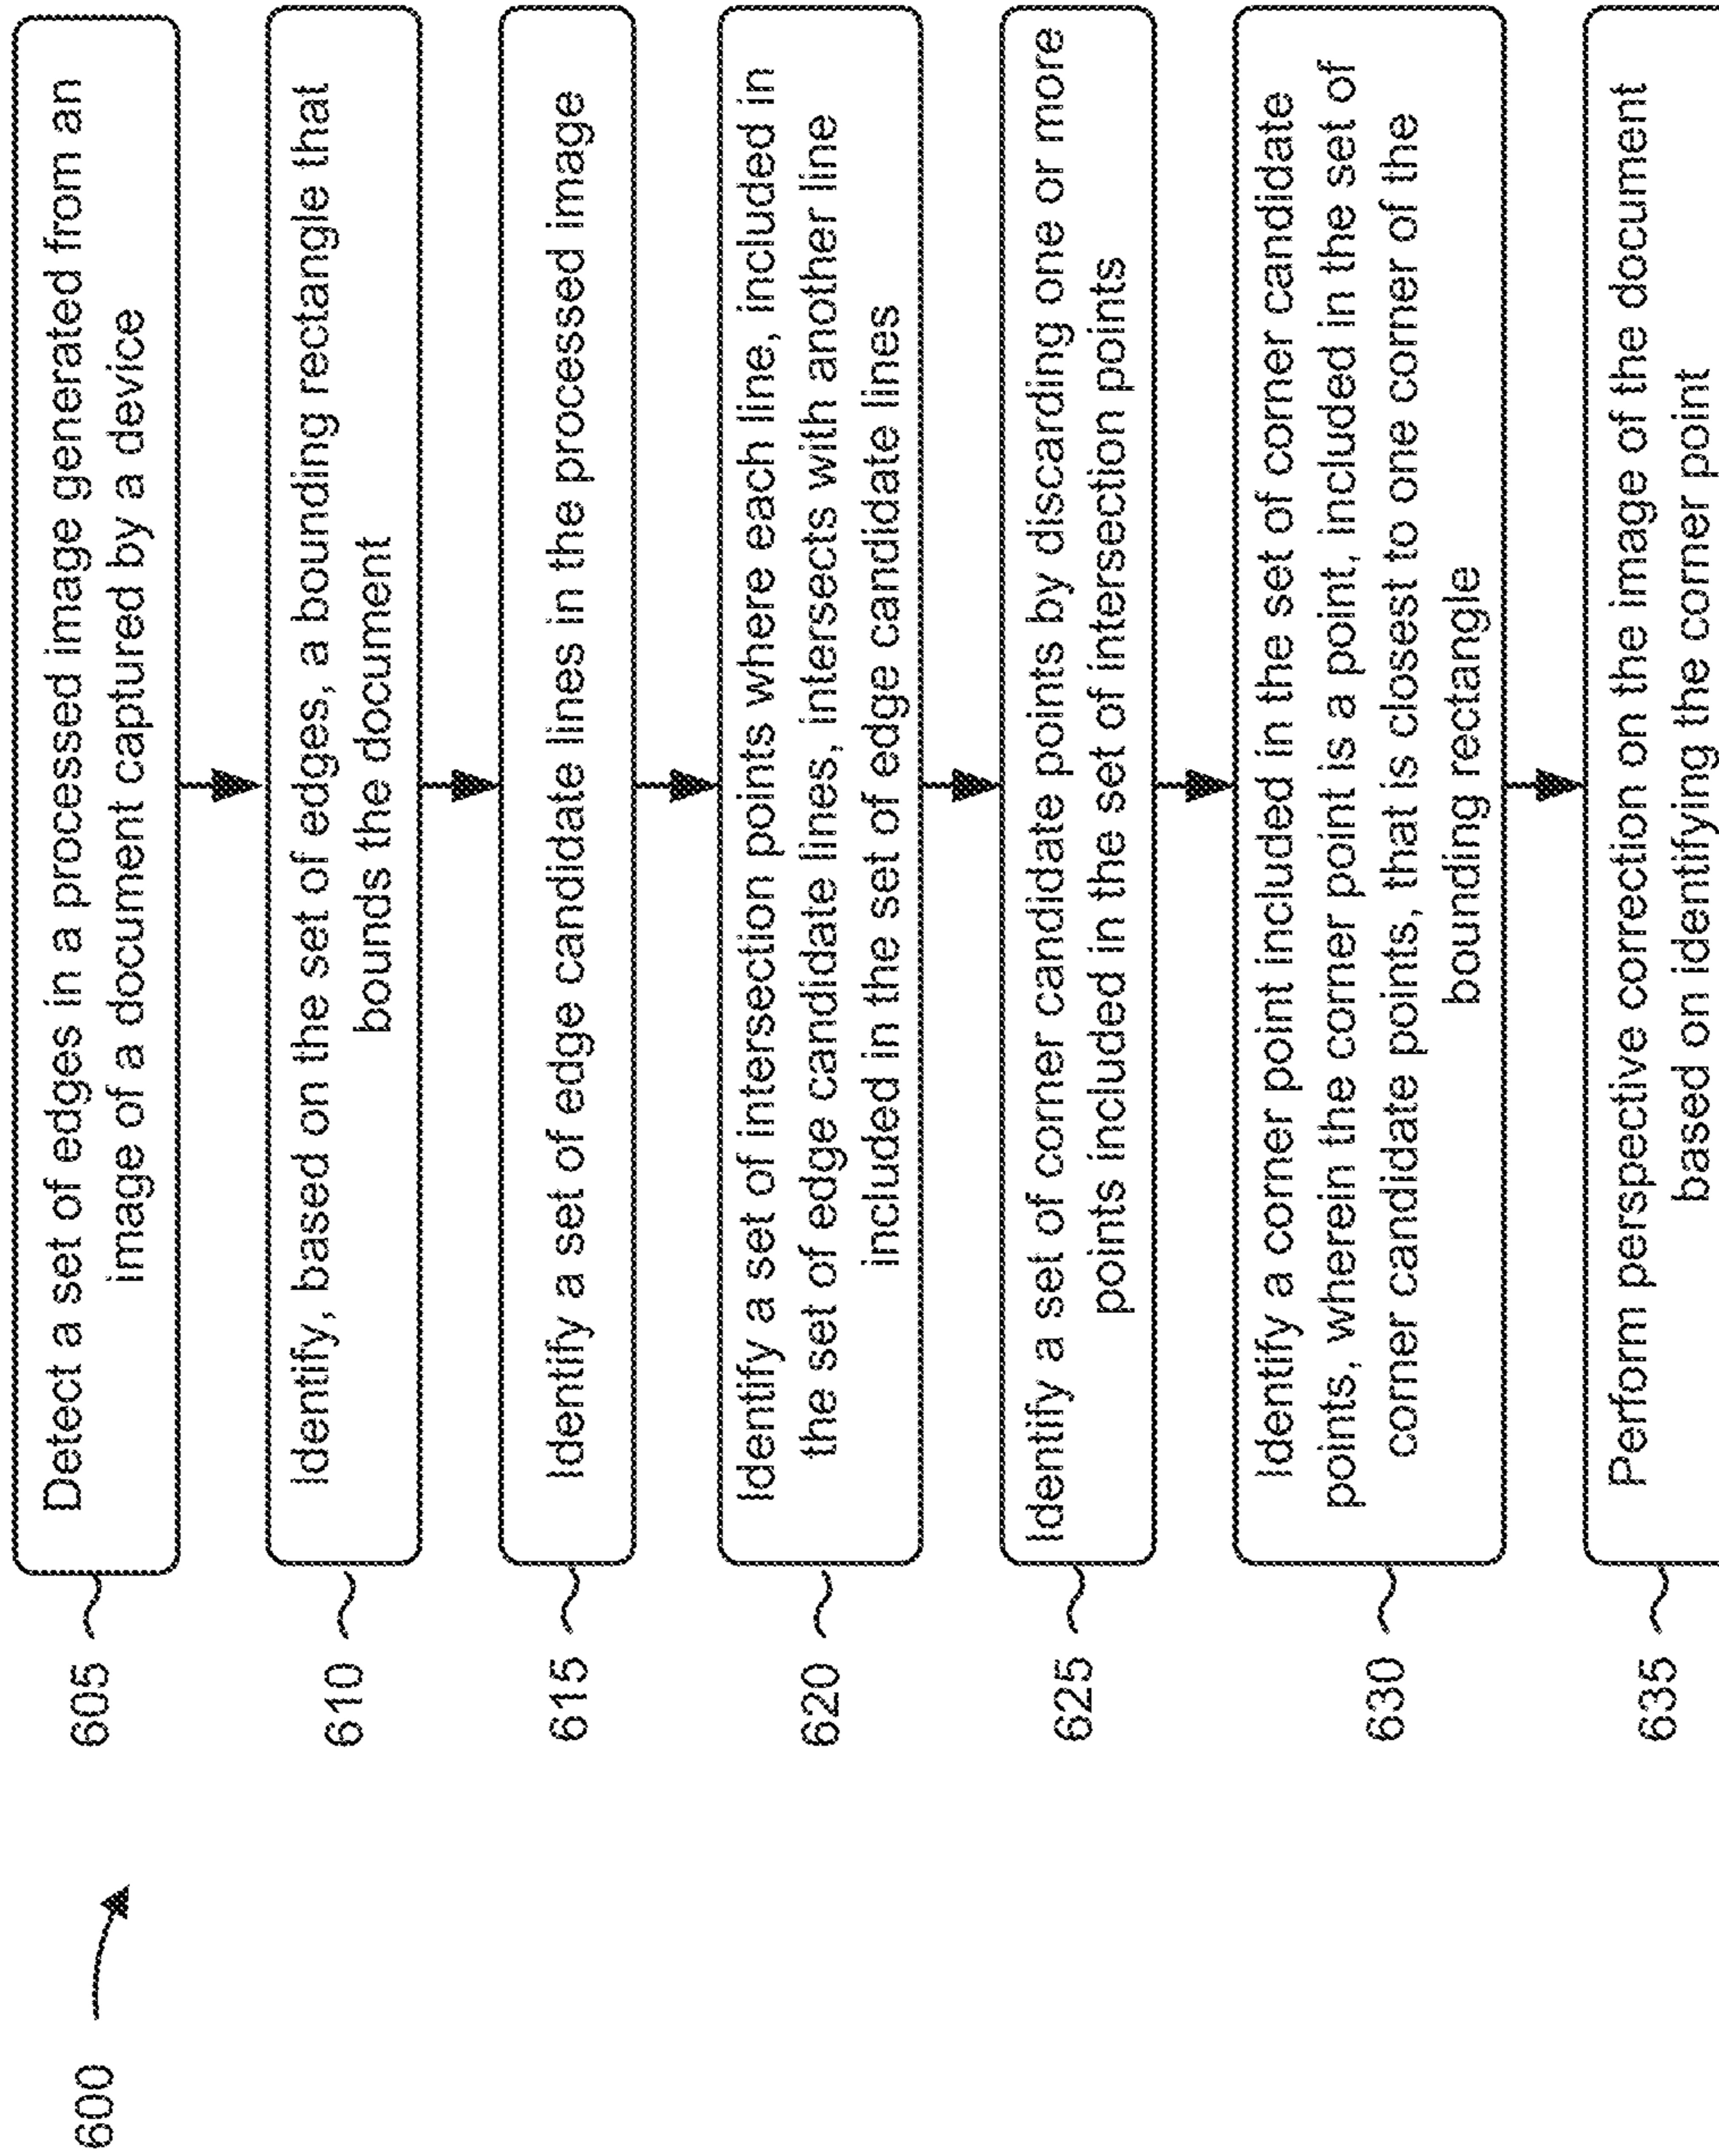 600
605
Detect a set of edges in a processed image generated from an
image of a document captured by a device
610
Identify, based on the set of edges, a bounding rectangle that
bounds the document
615
Identify a set of edge candidate lines in the processed image
620
Identify a set of intersection points where each line, included in
the set of edge candidate lines, intersects with another line
included in the set of edge candidate lines
625
Identify a set of corner candidate points by discarding one or more
points included in the set of intersection points
630
Identify a corner point included in the set of corner candidate
points, wherein the corner point is a point, included in the set of
corner candidate points, that is closest to one corner of the
bounding rectangle
635
Perform perspective correction on the image of the document
based on identifying the corner point